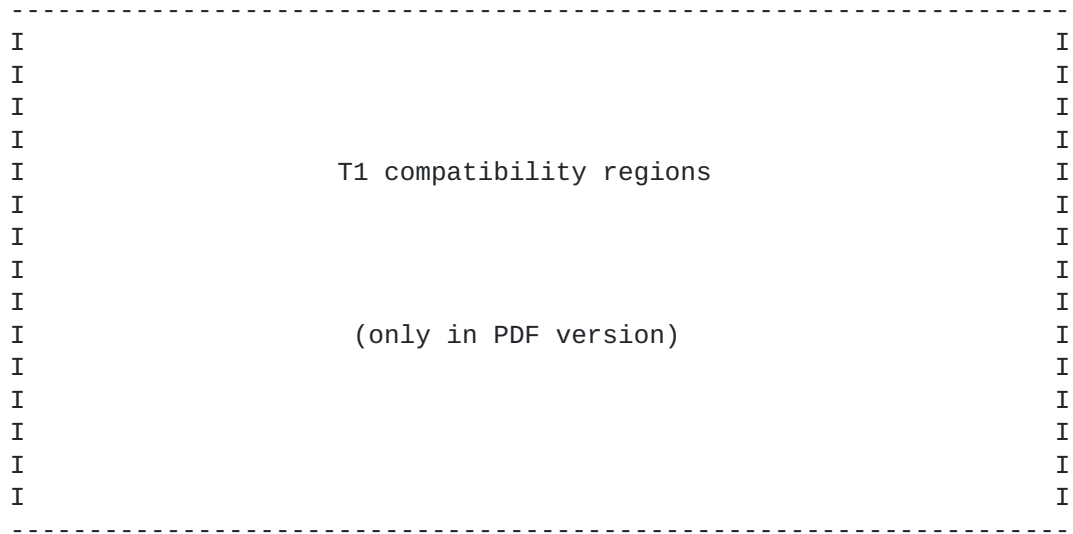 --------------------------------------------------------------------
I                                                                  I
I                                                                  I
I                                                                  I
I                                                                  I
I                    T1 compatibility regions                      I
I                                                                  I
I                                                                  I
I                                                                  I
I                                                                  I
I                     (only in PDF version)                        I
I                                                                  I
I                                                                  I
I                                                                  I
I                                                                  I
I                                                                  I
--------------------------------------------------------------------